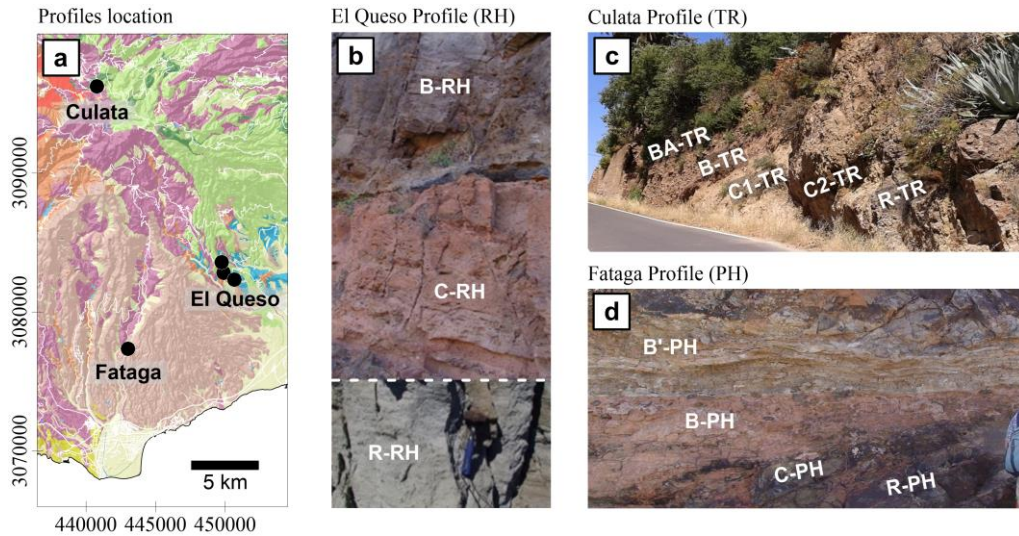 Profiles location
a
Culata
El Queso
Fataga
5 km
3090000
3080000
3070000
440000 445000 450000
El Queso Profile (RH)
b
B-RH
C-RH
R-RH
Culata Profile (TR)
c
BA-TR
B-TR
C1-TR
C2-TR
R-TR
Fataga Profile (PH)
d
B'-PH
B-PH
C-PH
R-PH